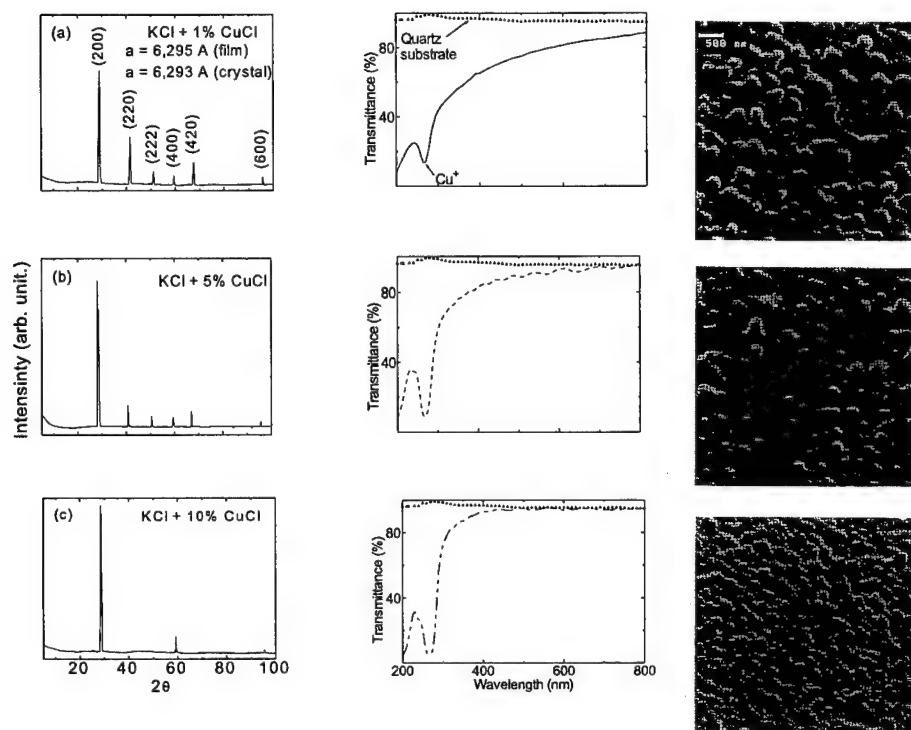 (a)
KCl + 1% CuCl
a = 6,295 A (film)
a = 6,293 A (crystal)
(200)
(220)
(222)
(400)
(420)
(600)
Transmittance (%)
80
40
Quartz
substrate
Cu⁺
500 nm
Intensinty (arb. unit.)
(b)
KCl + 5% CuCl
Transmittance (%)
80
40
(c)
KCl + 10% CuCl
20 40 60 80 100
2θ
Transmittance (%)
80
40
200 400 600 800
Wavelength (nm)